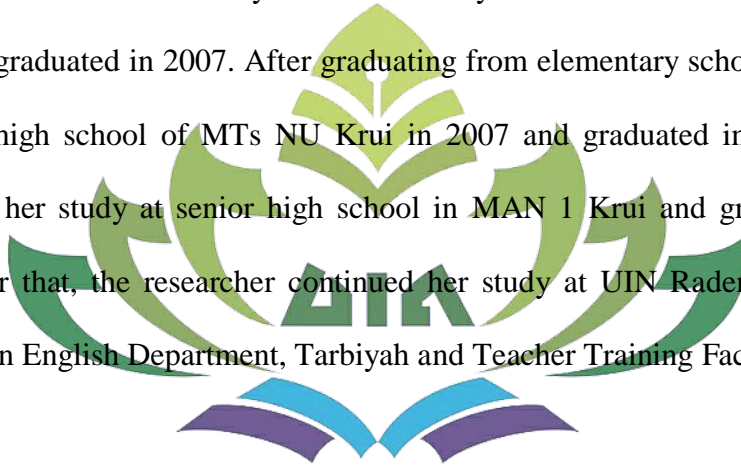 graduated in 2007. After graduating from elementary scho
high school of MTs NU Krui in 2007 and graduated in
her study at senior high school in MAN 1 Krui and gr
r that, the researcher continued her study at UIN Rader
n English Department, Tarbiyah and Teacher Training Fac
UIA